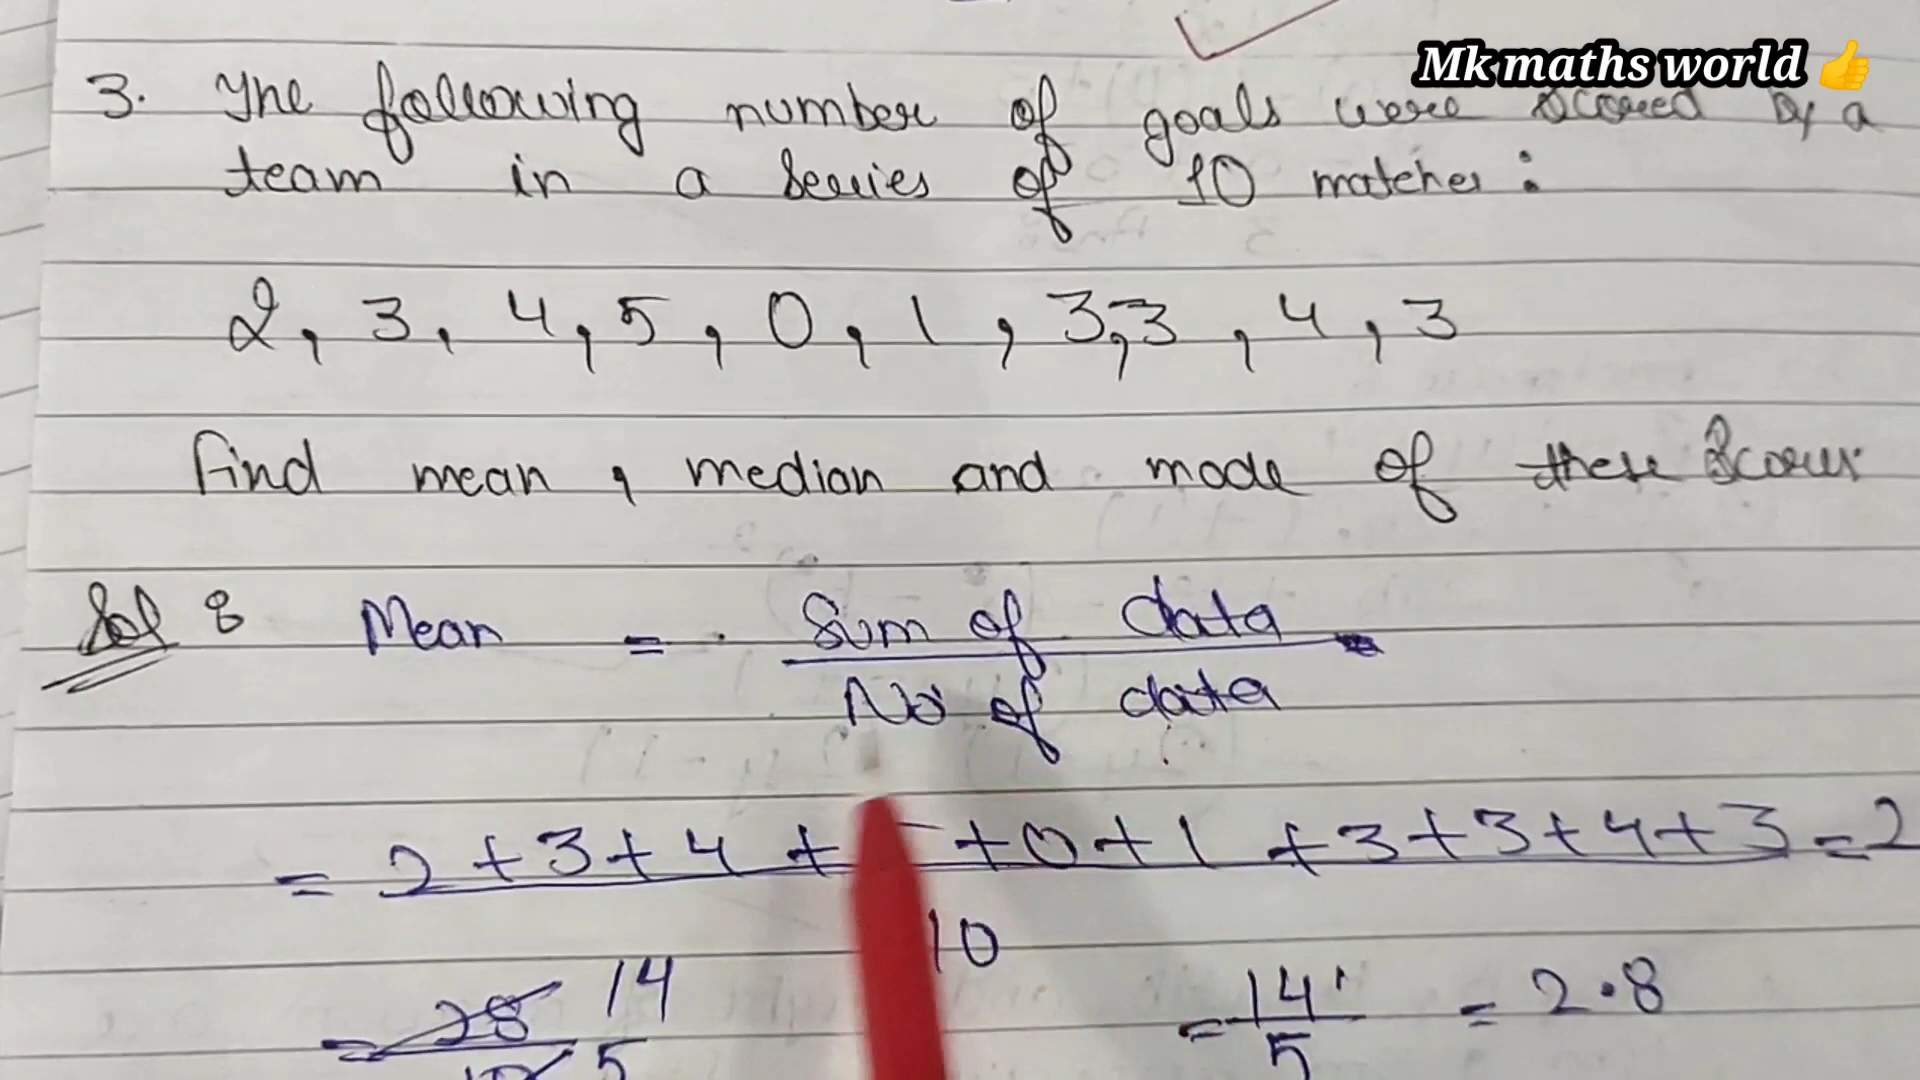 Mk maths world 👍
3. The following number of goals were scored by a
team in a series of 10 matches :
2, 3, 4, 5, 0, 1, 3, 3, 4, 3
Find mean, median and mode of these Scores
Sol : Mean = Sum of data
No of data
= 2 + 3 + 4 + + 0 + 1 + 3 + 3 + 4 + 3 = 2
10
= 28 14
10 5
= 14 = 2.8
5